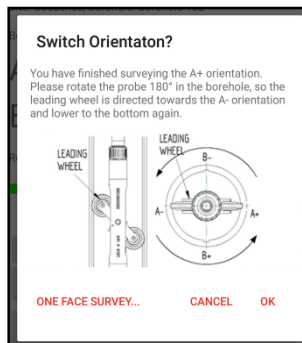 Switch Orientaton?
You have finished surveying the A+ orientation.
Please rotate the probe 180° in the borehole, so the
leading wheel is directed towards the A- orientation
and lower to the bottom again.
LEADING
WHEEL
LEADING
WHEEL
B-
A-
A+
B+
ONE FACE SURVEY...
CANCEL
OK